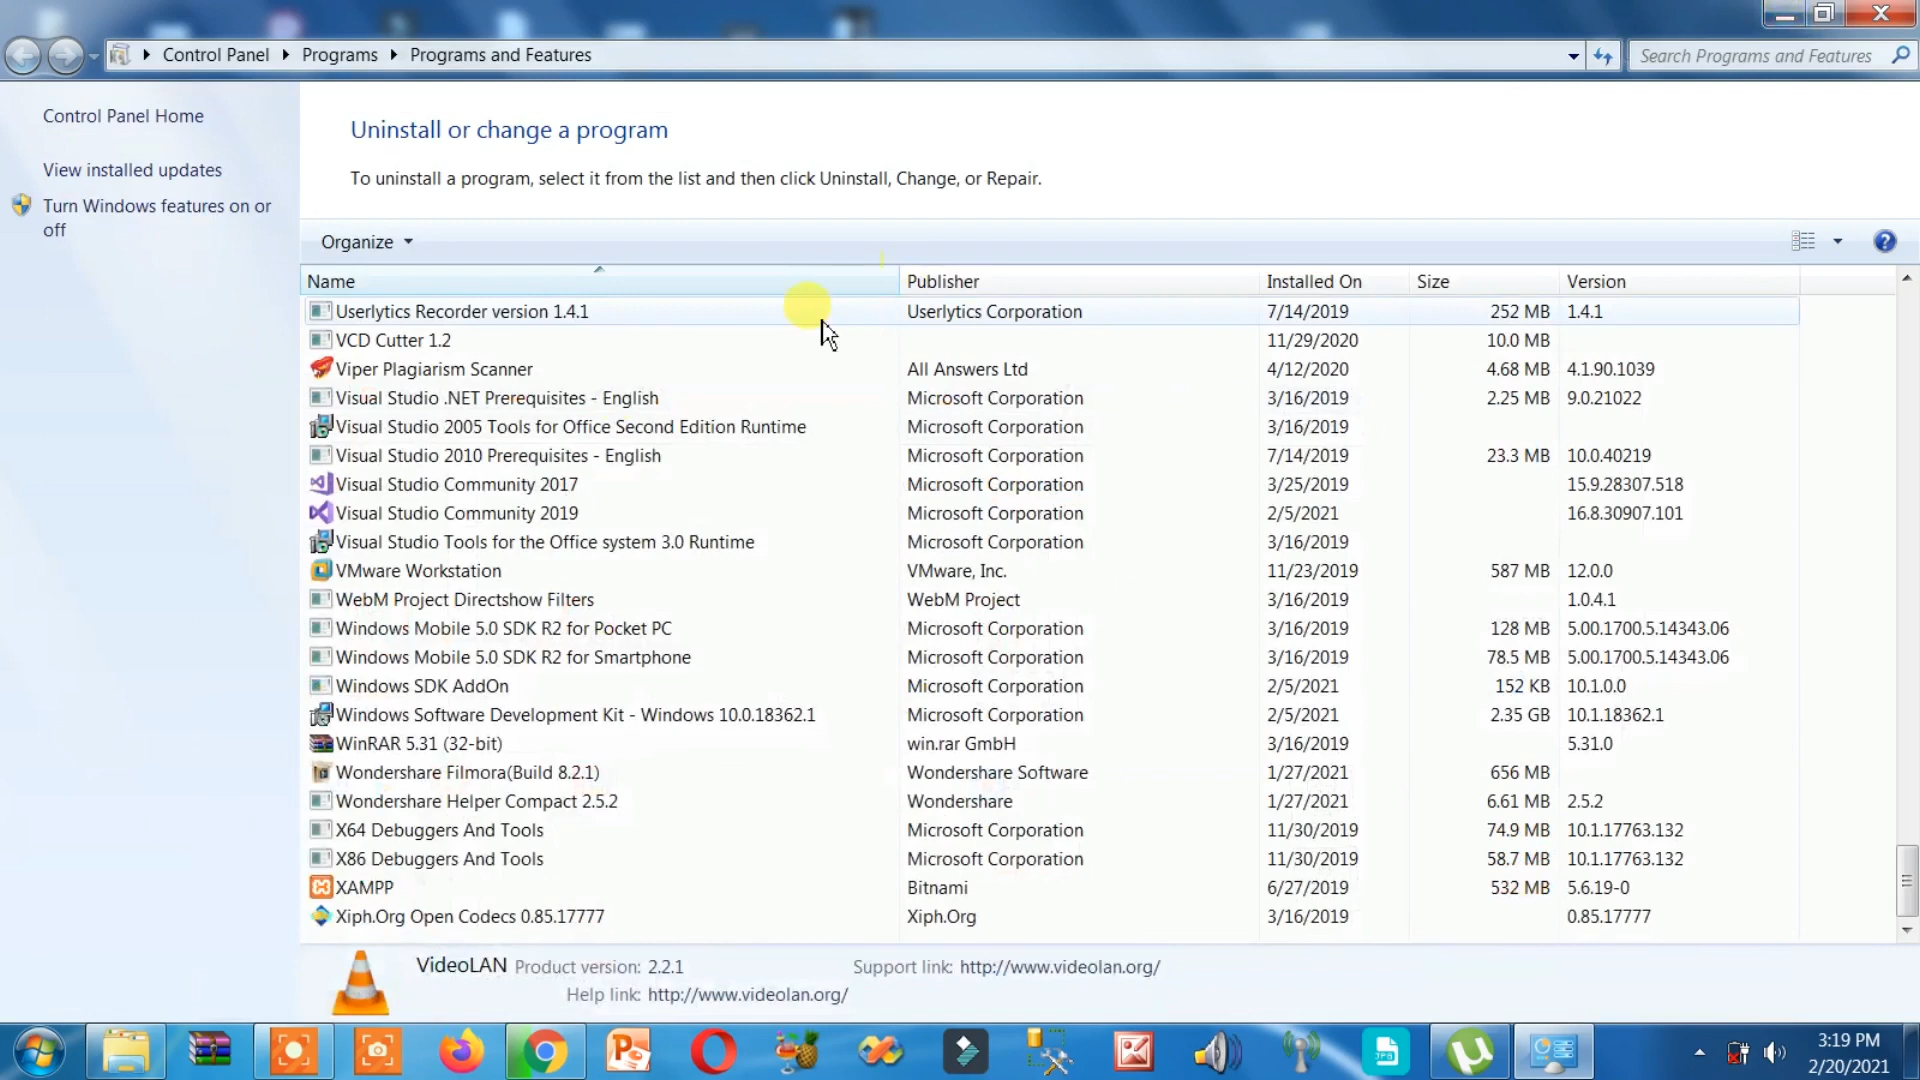 Control Panel Programs Programs and Features Search Programs and Features
Control Panel Home
View installed updates
Turn Windows features on or
off
Uninstall or change a program
To uninstall a program, select it from the list and then click Uninstall, Change, or Repair.
Organize
Name Publisher Installed On Size Version
Userlytics Recorder version 1.4.1 Userlytics Corporation 7/14/2019 252 MB 1.4.1
VCD Cutter 1.2 11/29/2020 10.0 MB
Viper Plagiarism Scanner All Answers Ltd 4/12/2020 4.68 MB 4.1.90.1039
Visual Studio .NET Prerequisites - English Microsoft Corporation 3/16/2019 2.25 MB 9.0.21022
Visual Studio 2005 Tools for Office Second Edition Runtime Microsoft Corporation 3/16/2019
Visual Studio 2010 Prerequisites - English Microsoft Corporation 7/14/2019 23.3 MB 10.0.40219
Visual Studio Community 2017 Microsoft Corporation 3/25/2019 15.9.28307.518
Visual Studio Community 2019 Microsoft Corporation 2/5/2021 16.8.30907.101
Visual Studio Tools for the Office system 3.0 Runtime Microsoft Corporation 3/16/2019
VMware Workstation VMware, Inc. 11/23/2019 587 MB 12.0.0
WebM Project Directshow Filters WebM Project 3/16/2019 1.0.4.1
Windows Mobile 5.0 SDK R2 for Pocket PC Microsoft Corporation 3/16/2019 128 MB 5.00.1700.5.14343.06
Windows Mobile 5.0 SDK R2 for Smartphone Microsoft Corporation 3/16/2019 78.5 MB 5.00.1700.5.14343.06
Windows SDK AddOn Microsoft Corporation 2/5/2021 152 KB 10.1.0.0
Windows Software Development Kit - Windows 10.0.18362.1 Microsoft Corporation 2/5/2021 2.35 GB 10.1.18362.1
WinRAR 5.31 (32-bit) win.rar GmbH 3/16/2019 5.31.0
Wondershare Filmora(Build 8.2.1) Wondershare Software 1/27/2021 656 MB
Wondershare Helper Compact 2.5.2 Wondershare 1/27/2021 6.61 MB 2.5.2
X64 Debuggers And Tools Microsoft Corporation 11/30/2019 74.9 MB 10.1.17763.132
X86 Debuggers And Tools Microsoft Corporation 11/30/2019 58.7 MB 10.1.17763.132
XAMPP Bitnami 6/27/2019 532 MB 5.6.19-0
Xiph.Org Open Codecs 0.85.17777 Xiph.Org 3/16/2019 0.85.17777
VideoLAN Product version: 2.2.1 Support link: http://www.videolan.org/
Help link: http://www.videolan.org/
JPG
3:19 PM
2/20/2021